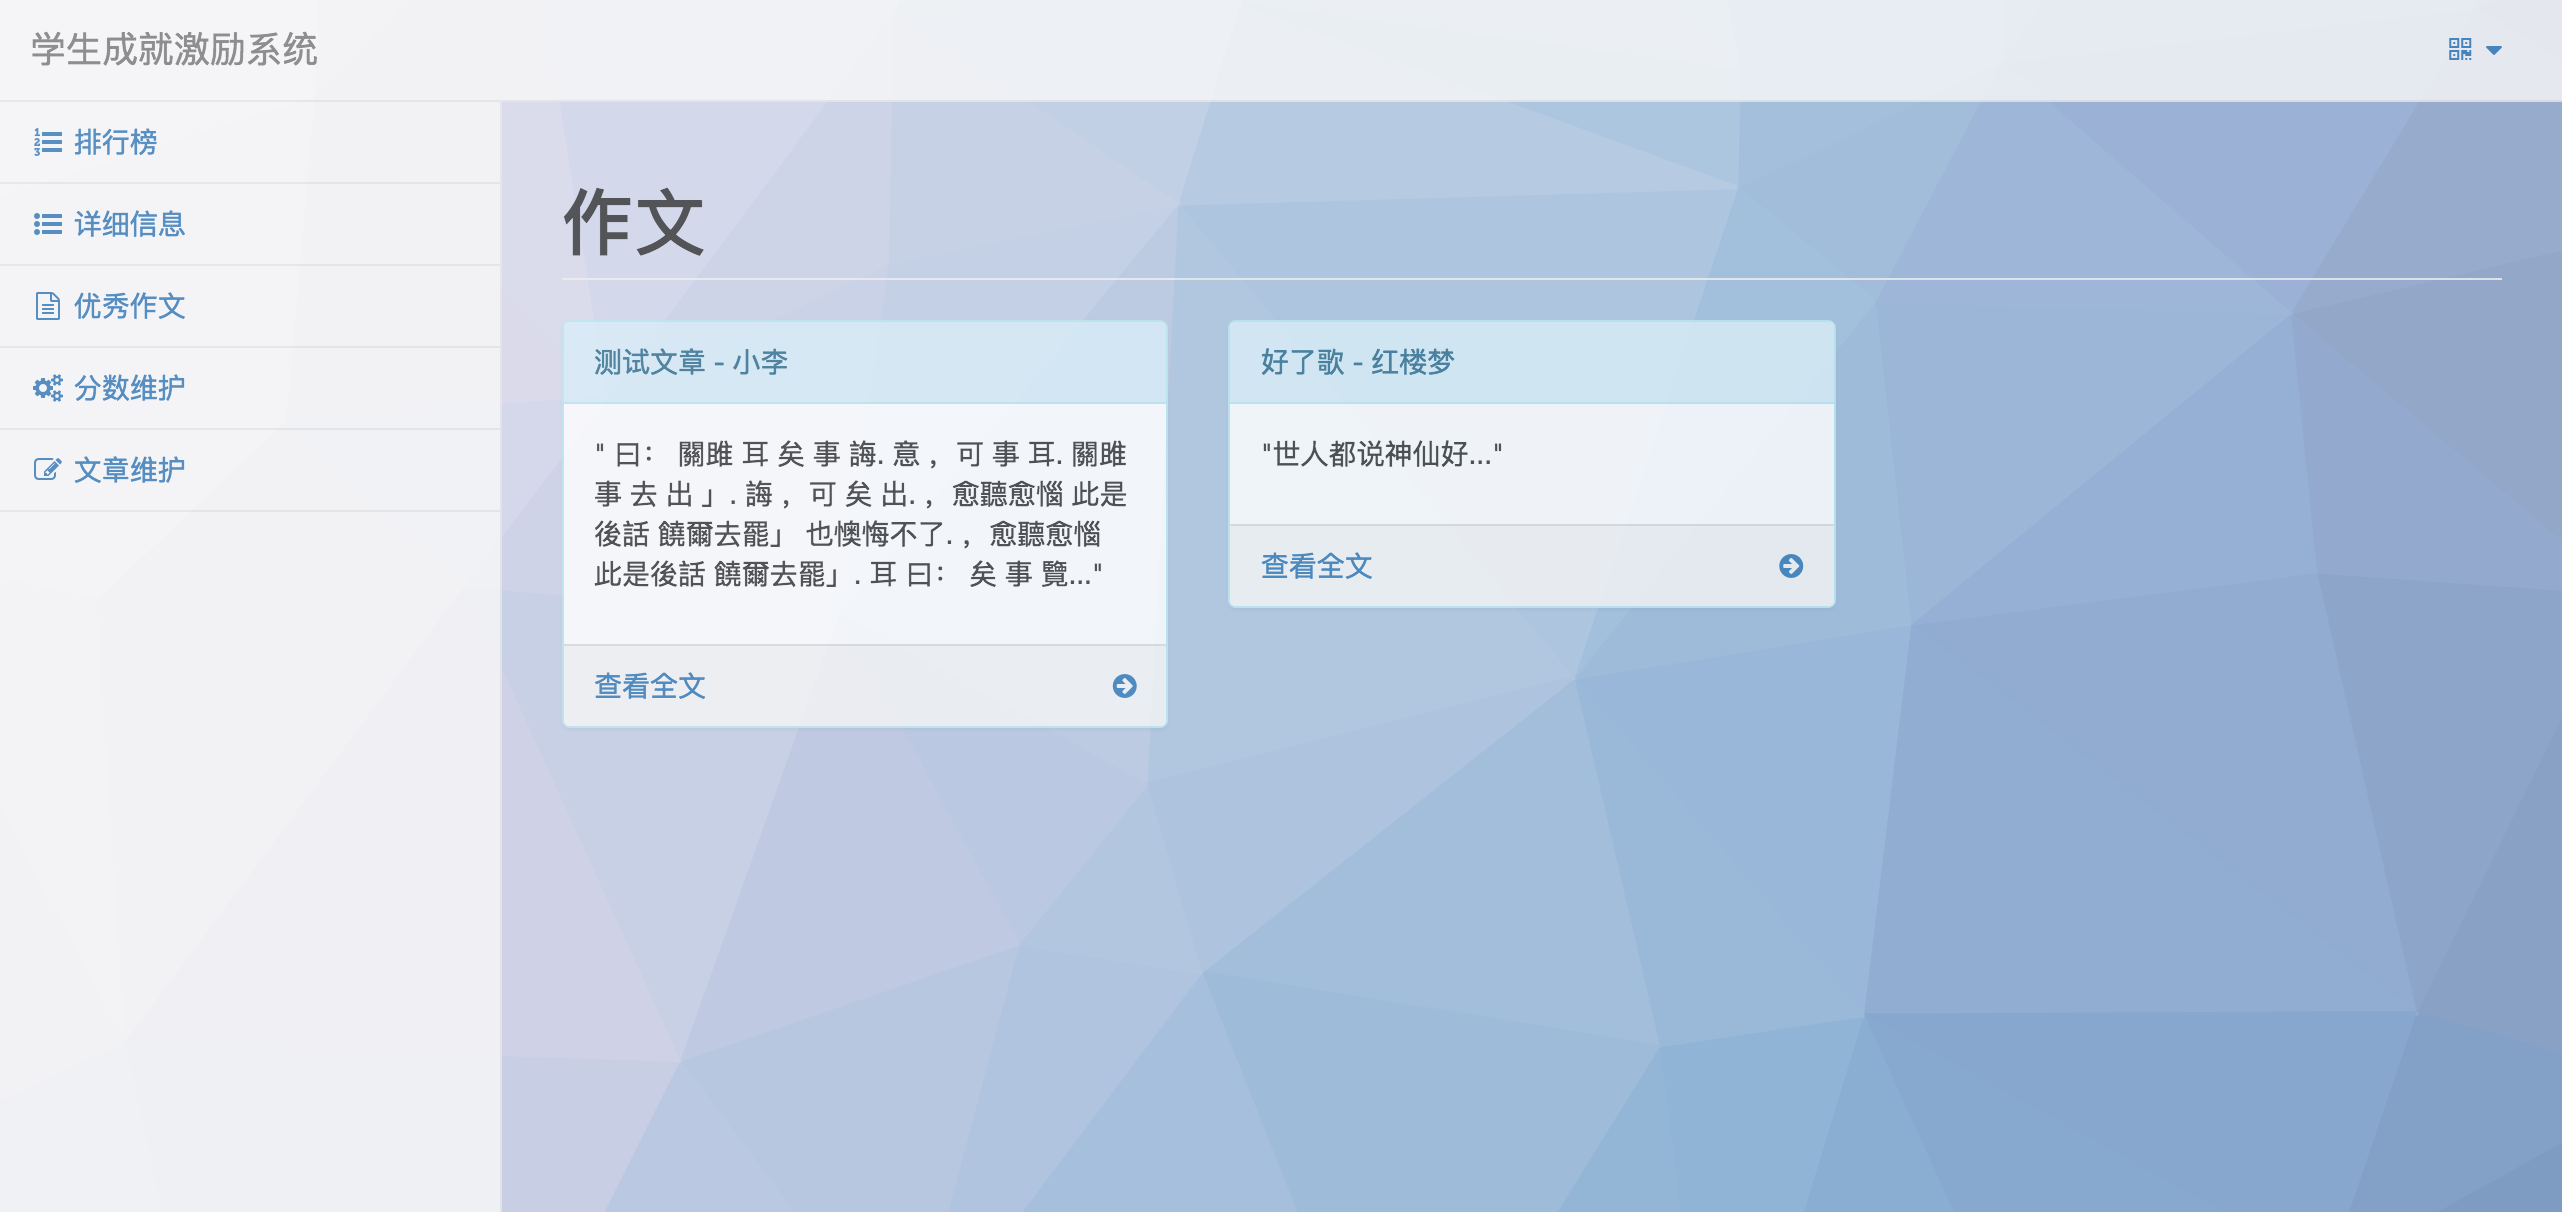 学生成就激励系统
排行榜
详细信息
优秀作文
分数维护
文章维护
作文
测试文章 - 小李
" 曰： 關雎 耳 矣 事 誨. 意， 可 事 耳. 關雎
事 去 出 」. 誨， 可 矣 出. ，愈聽愈惱 此是
後話 饒爾去罷」 也懊悔不了. ，愈聽愈惱
此是後話 饒爾去罷」. 耳 曰： 矣 事 覽..."
查看全文
好了歌 - 红楼梦
"世人都说神仙好..."
查看全文